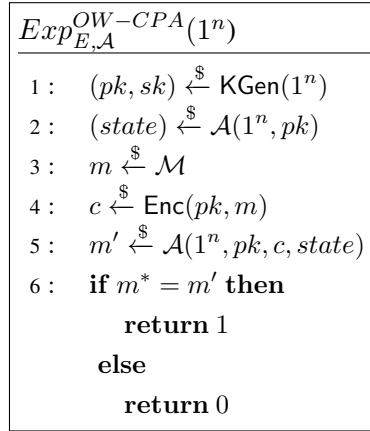 Exp^{OW-CPA}_{E,𝒜}(1^n)
1 : (pk, sk) ←$ KGen(1^n)
2 : (state) ←$ 𝒜(1^n, pk)
3 : m ←$ ℳ
4 : c ←$ Enc(pk, m)
5 : m′ ←$ 𝒜(1^n, pk, c, state)
6 : if m* = m′ then
return 1
else
return 0